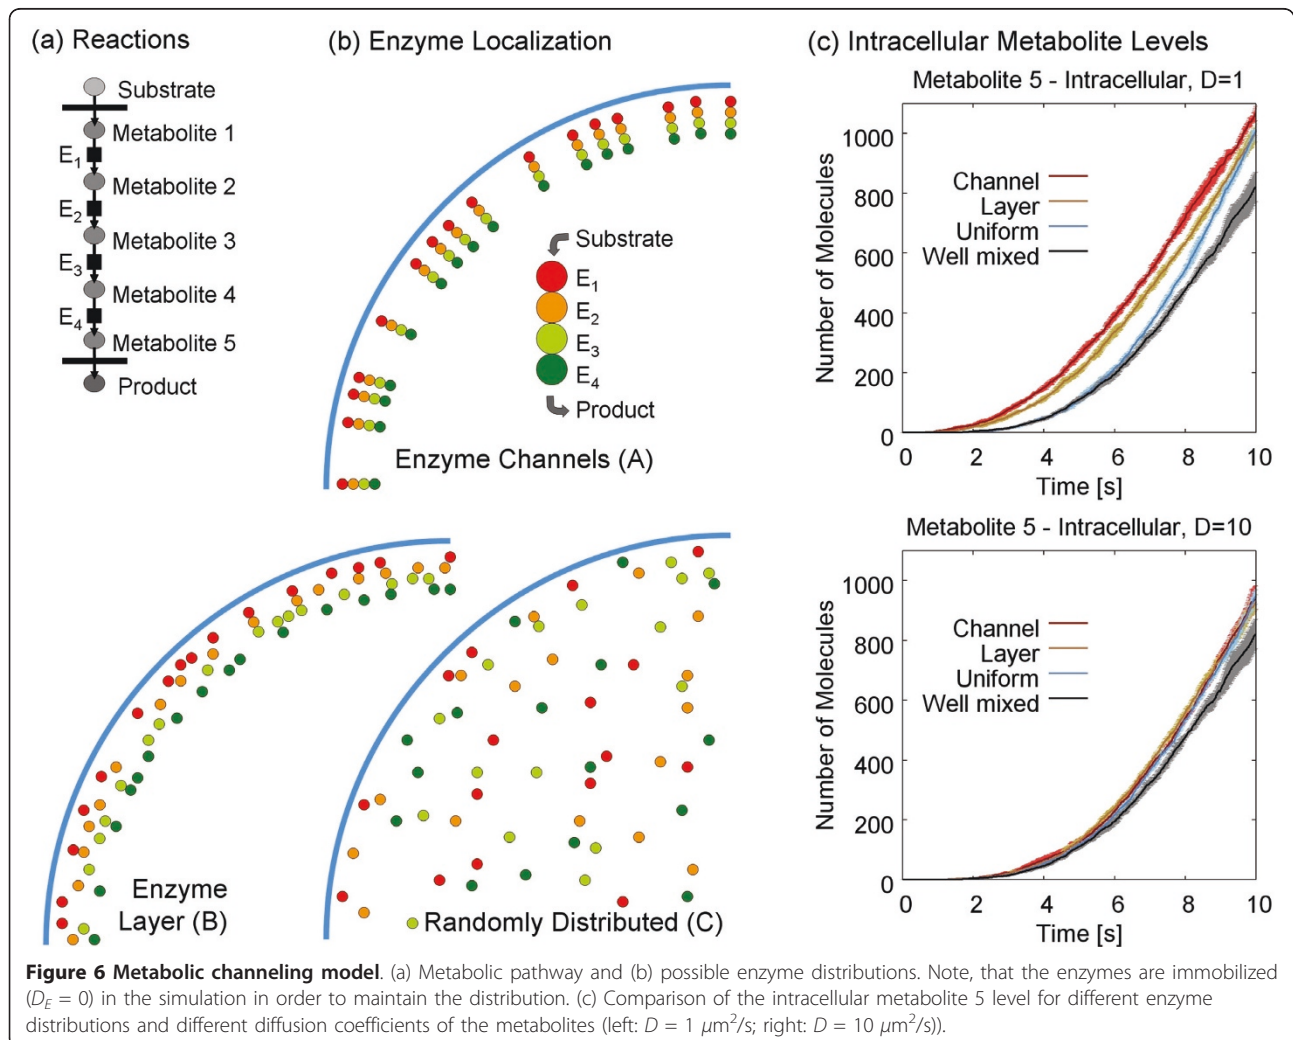 (a) Reactions
Substrate
Metabolite 1
E1
Metabolite 2
E2
Metabolite 3
E3
Metabolite 4
E4
Metabolite 5
Product
(b) Enzyme Localization
Substrate
E1
E2
E3
E4
Product
Enzyme Channels (A)
Enzyme
Layer (B)
Randomly Distributed (C)
(c) Intracellular Metabolite Levels
Metabolite 5 - Intracellular, D=1
Number of Molecules
1000
800
600
400
200
0
Channel
Layer
Uniform
Well mixed
0 2 4 6 8 10
Time [s]
Metabolite 5 - Intracellular, D=10
Number of Molecules
1000
800
600
400
200
0
Channel
Layer
Uniform
Well mixed
0 2 4 6 8 10
Time [s]
Figure 6 Metabolic channeling model. (a) Metabolic pathway and (b) possible enzyme distributions. Note, that the enzymes are immobilized
(DE = 0) in the simulation in order to maintain the distribution. (c) Comparison of the intracellular metabolite 5 level for different enzyme
distributions and different diffusion coefficients of the metabolites (left: D = 1 μm²/s; right: D = 10 μm²/s)).